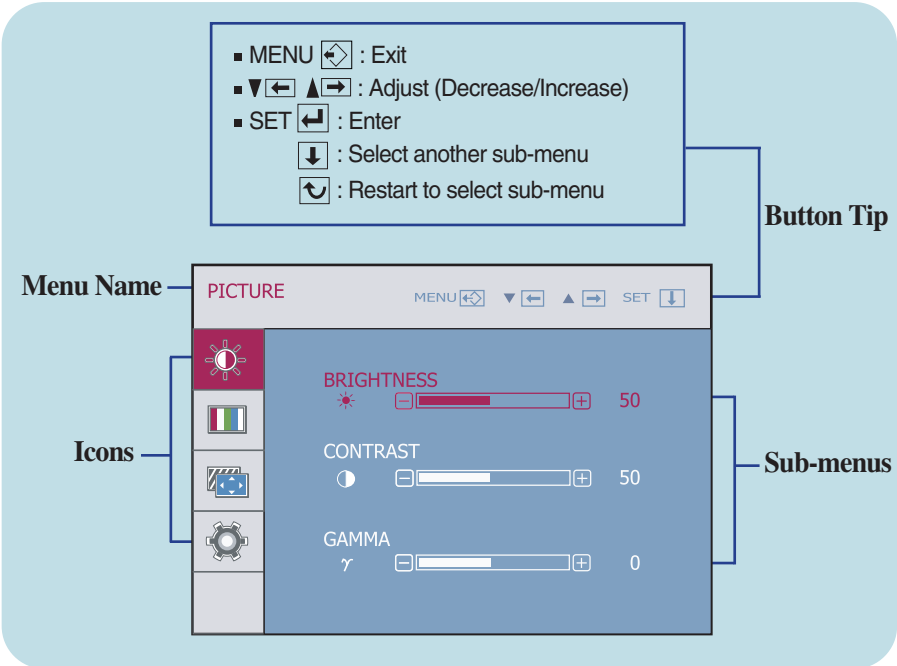 ■ MENU : Exit
■ ▼ ▲ : Adjust (Decrease/Increase)
■ SET : Enter
: Select another sub-menu
: Restart to select sub-menu
Button Tip
Menu Name
PICTURE MENU ▼ ▲ SET
BRIGHTNESS
50
Icons
CONTRAST
50
Sub-menus
GAMMA
γ 0